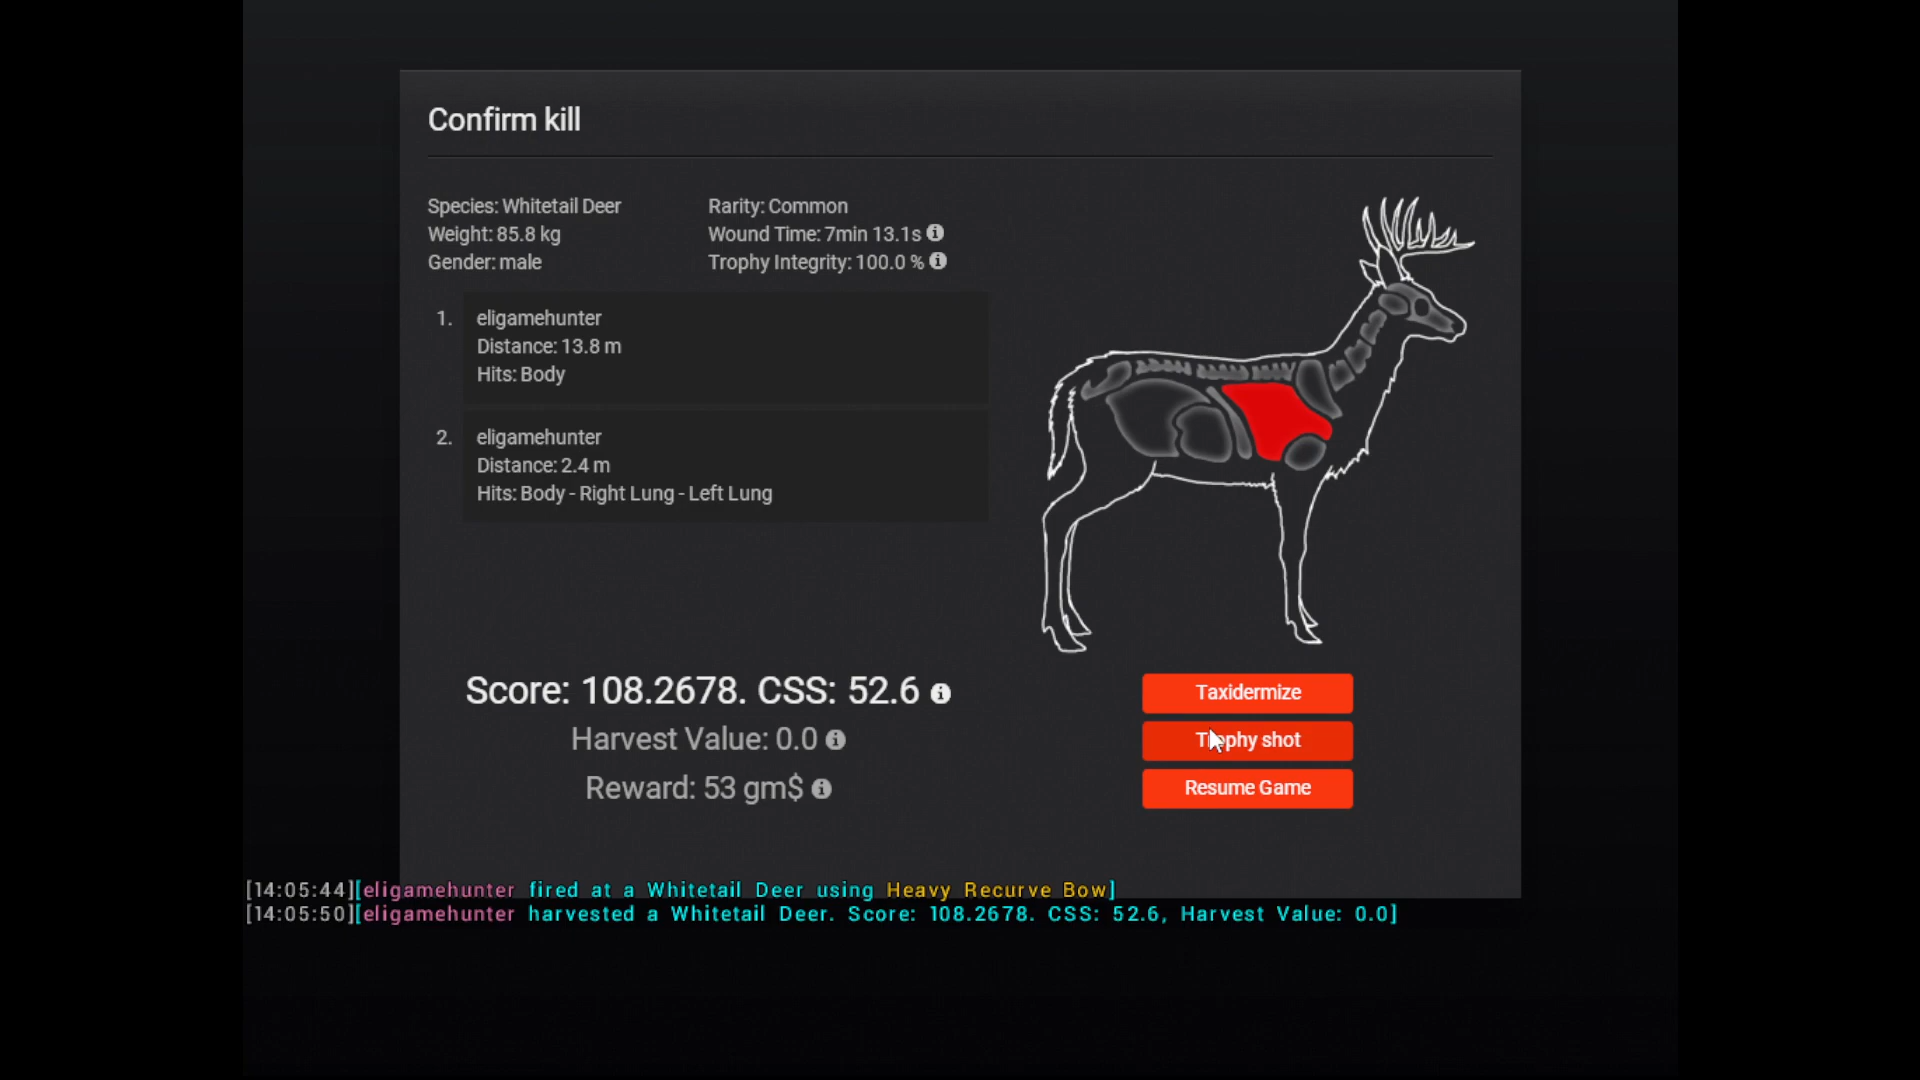 Confirm kill
Species: Whitetail Deer
Weight: 85.8 kg
Gender: male
Rarity: Common
Wound Time: 7min 13.1s
Trophy Integrity: 100.0 %
1.
eligamehunter
Distance: 13.8 m
Hits: Body
2.
eligamehunter
Distance: 2.4 m
Hits: Body - Right Lung - Left Lung
Score: 108.2678. CSS: 52.6
Harvest Value: 0.0
Reward: 53 gm$
Taxidermize
Trophy shot
Resume Game
[14:05:44][eligamehunter fired at a Whitetail Deer using Heavy Recurve Bow]
[14:05:50][eligamehunter harvested a Whitetail Deer. Score: 108.2678. CSS: 52.6, Harvest Value: 0.0]